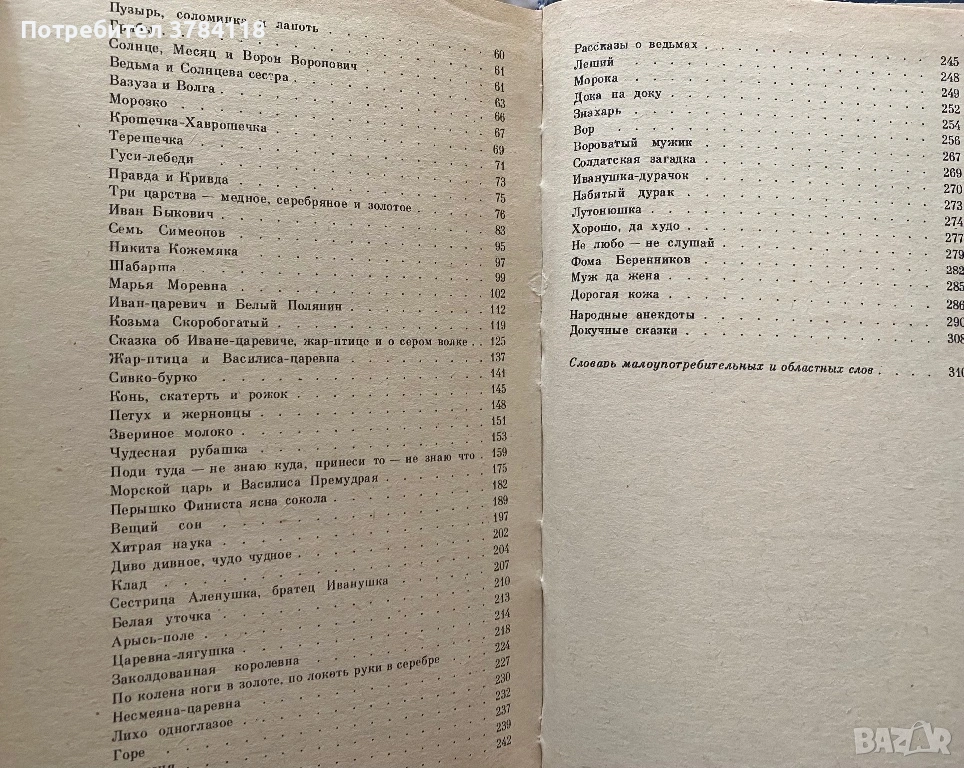 Потребител 3784118
Пузырь, соломинка и лапоть . 60
Грибы 61
Солнце, Месяц и Ворон Воронович 61
Ведьма и Солнцева сестра 63
Вазуза и Волга 66
Морозко 67
Крошечка-Хаврошечка 69
Терешечка 71
Гуси-лебеди 73
Правда и Кривда 75
Три царства — медное, серебряное и золотое 76
Иван Быкович 83
Семь Симеонов 95
Никита Кожемяка 97
Шабарша 99
Марья Моревна 102
Иван-царевич и Белый Полянин 112
Козьма Скоробогатый 119
Сказка об Иване-царевиче, жар-птице и о сером волке 125
Жар-птица и Василиса-царевна 137
Сивко-бурко 141
Конь, скатерть и рожок 145
Петух и жерновцы 148
Звериное молоко 151
Чудесная рубашка 153
Поди туда — не знаю куда, принеси то — не знаю что 159
Морской царь и Василиса Премудрая 175
Перышко Финиста ясна сокола 182
Вещий сон 189
Хитрая наука 197
Диво дивное, чудо чудное 202
Клад 204
Сестрица Аленушка, братец Иванушка 207
Белая уточка 210
Арысь-поле 213
Царевна-лягушка 214
Заколдованная королевна 218
По колена ноги в золоте, по локоть руки в серебре 224
Несмеяна-царевна 227
Лихо одноглазое 230
Горе 232
237
239
242
Рассказы о ведьмах 245
Леший 248
Морока 249
Дока на доку 252
Знахарь 254
Вор 256
Вороватый мужик 267
Солдатская загадка 269
Иванушка-дурачок 270
Набитый дурак 273
Лутонюшка 274
Хорошо, да худо 277
Не любо — не слушай 279
Фома Беренников 282
Муж да жена 285
Дорогая кожа 286
Народные анекдоты 290
Докучные сказки 308
Словарь малоупотребительных и областных слов 310
BAZAR